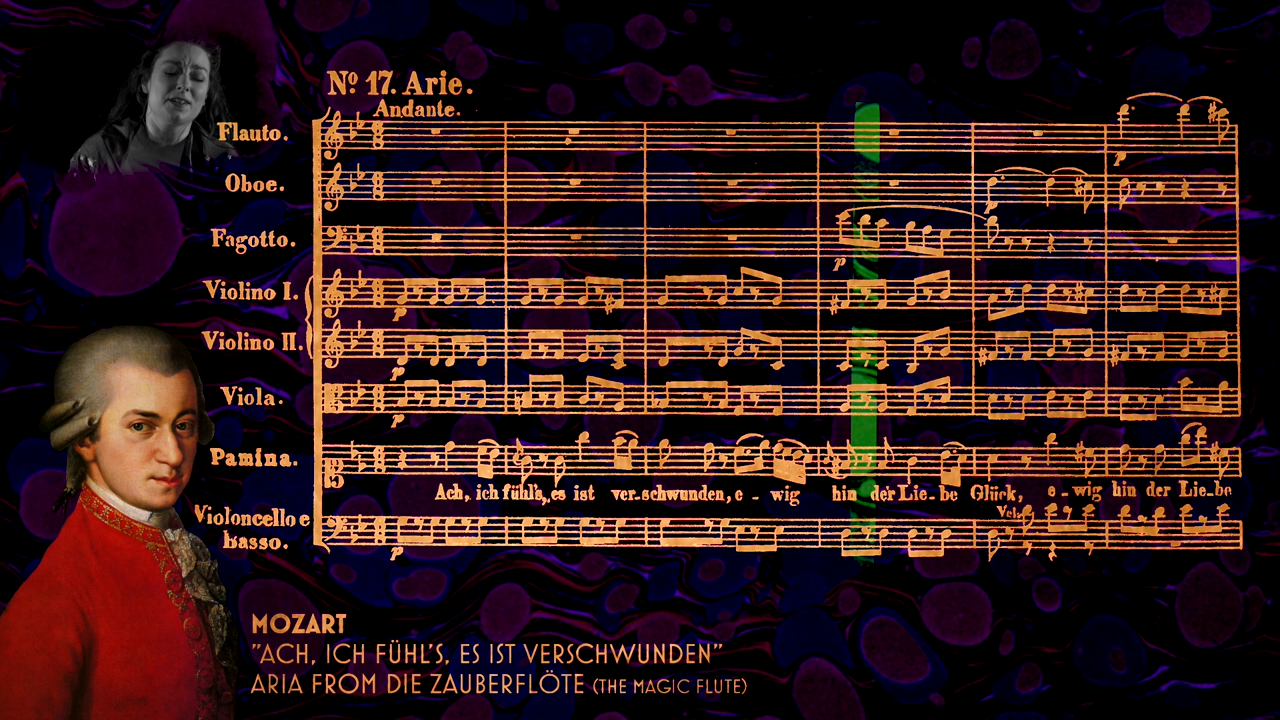 Nº 17. Arie.
Andante.
Flauto.
p
Oboe.
p
Fagotto.
p
Violino I.
p
Violino II.
p
Viola.
p
Pamina.
Ach, ich fühl's, es ist ver-schwunden, e - wig hin der Lie-be Glück, e-wig hin der Lie-be
Vcl.
Violoncello e
Basso.
p
MOZART
"ACH, ICH FÜHL'S, ES IST VERSCHWUNDEN"
ARIA FROM DIE ZAUBERFLÖTE (THE MAGIC FLUTE)